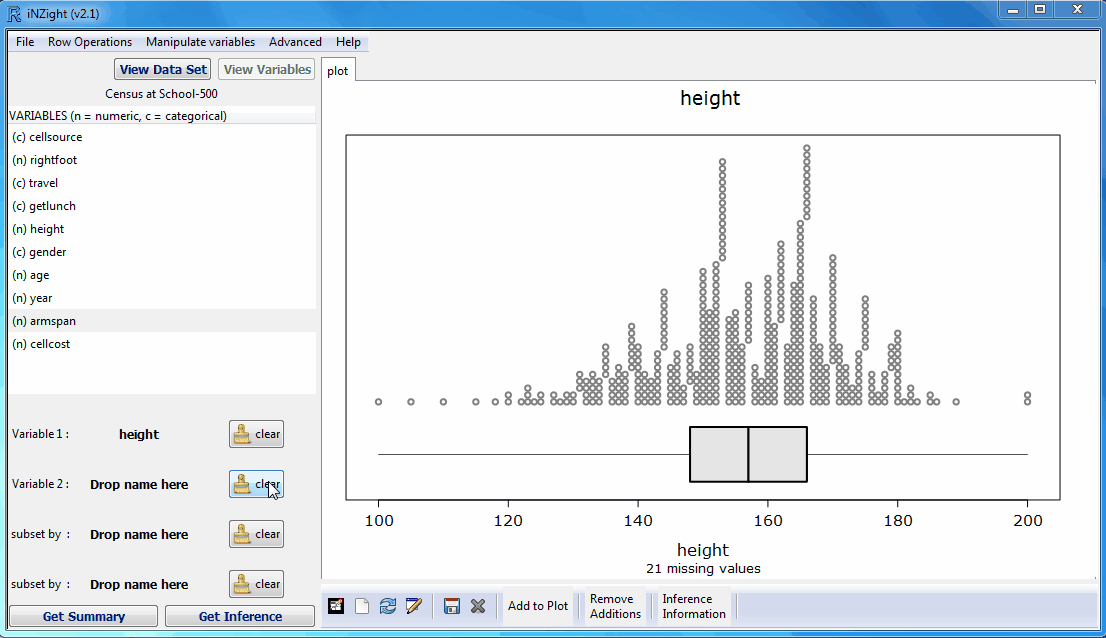 iNZight (v2.1)
File Row Operations Manipulate variables Advanced Help
View Data Set View Variables
plot
Census at School-500
VARIABLES (n = numeric, c = categorical)
(c) cellsource
(n) rightfoot
(c) travel
(c) getlunch
(n) height
(c) gender
(n) age
(n) year
(n) armspan
(n) cellcost
Variable 1 : height clear
Variable 2 : Drop name here clear
subset by : Drop name here clear
subset by : Drop name here clear
Get Summary Get Inference
height
100 120 140 160 180 200
height
21 missing values
Add to Plot
Remove
Additions
Inference
Information